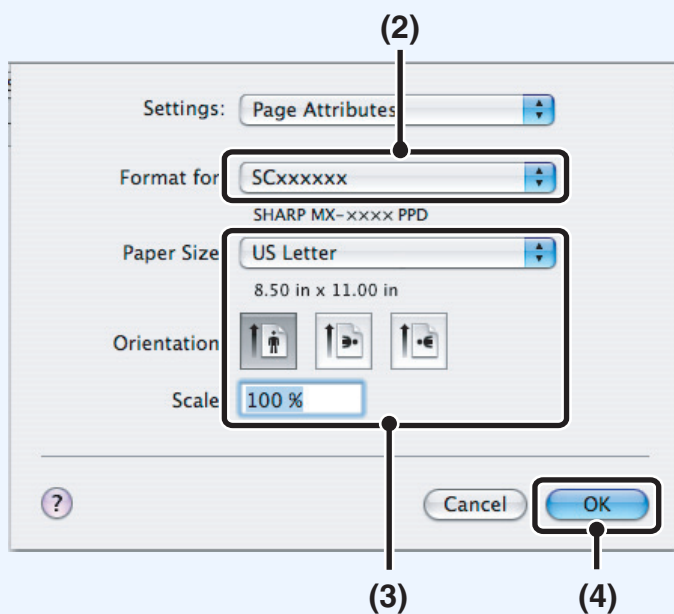 (2)
Settings: Page Attributes
Format for SCxxxxxx
SHARP MX-×××× PPD
Paper Size US Letter
8.50 in x 11.00 in
Orientation
Scale 100 %
? Cancel OK
(3) (4)